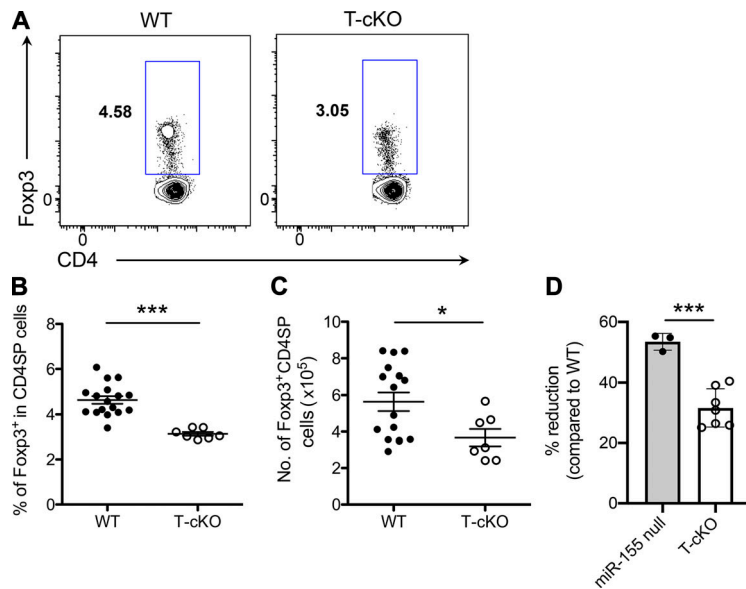 A
WT
T-cKO
Foxp3
4.58
3.05
0
0
0
0
CD4
B
***
% of Foxp3⁺ in CD4SP cells
8
6
4
2
0
WT
T-cKO
C
*
No. of Foxp3⁺CD4SP
cells (x10⁵)
10
8
6
4
2
0
WT
T-cKO
D
***
% reduction
(compared to WT)
60
40
20
0
miR-155 null
T-cKO